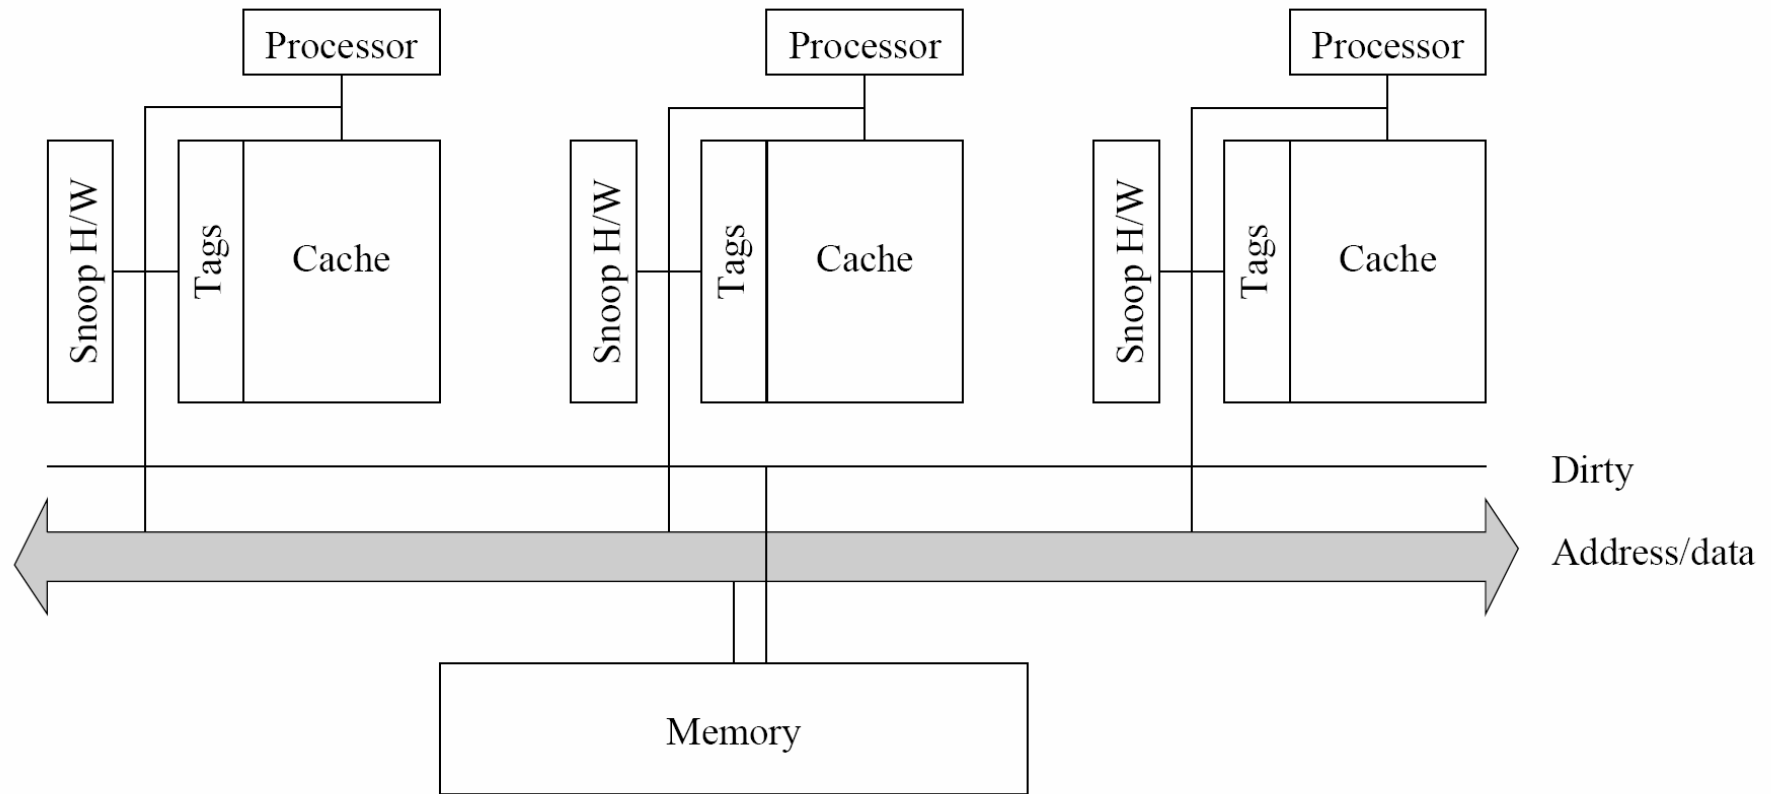 Processor
Processor
Processor
Snoop H/W
Tags
Cache
Snoop H/W
Tags
Cache
Snoop H/W
Tags
Cache
Dirty
Address/data
Memory